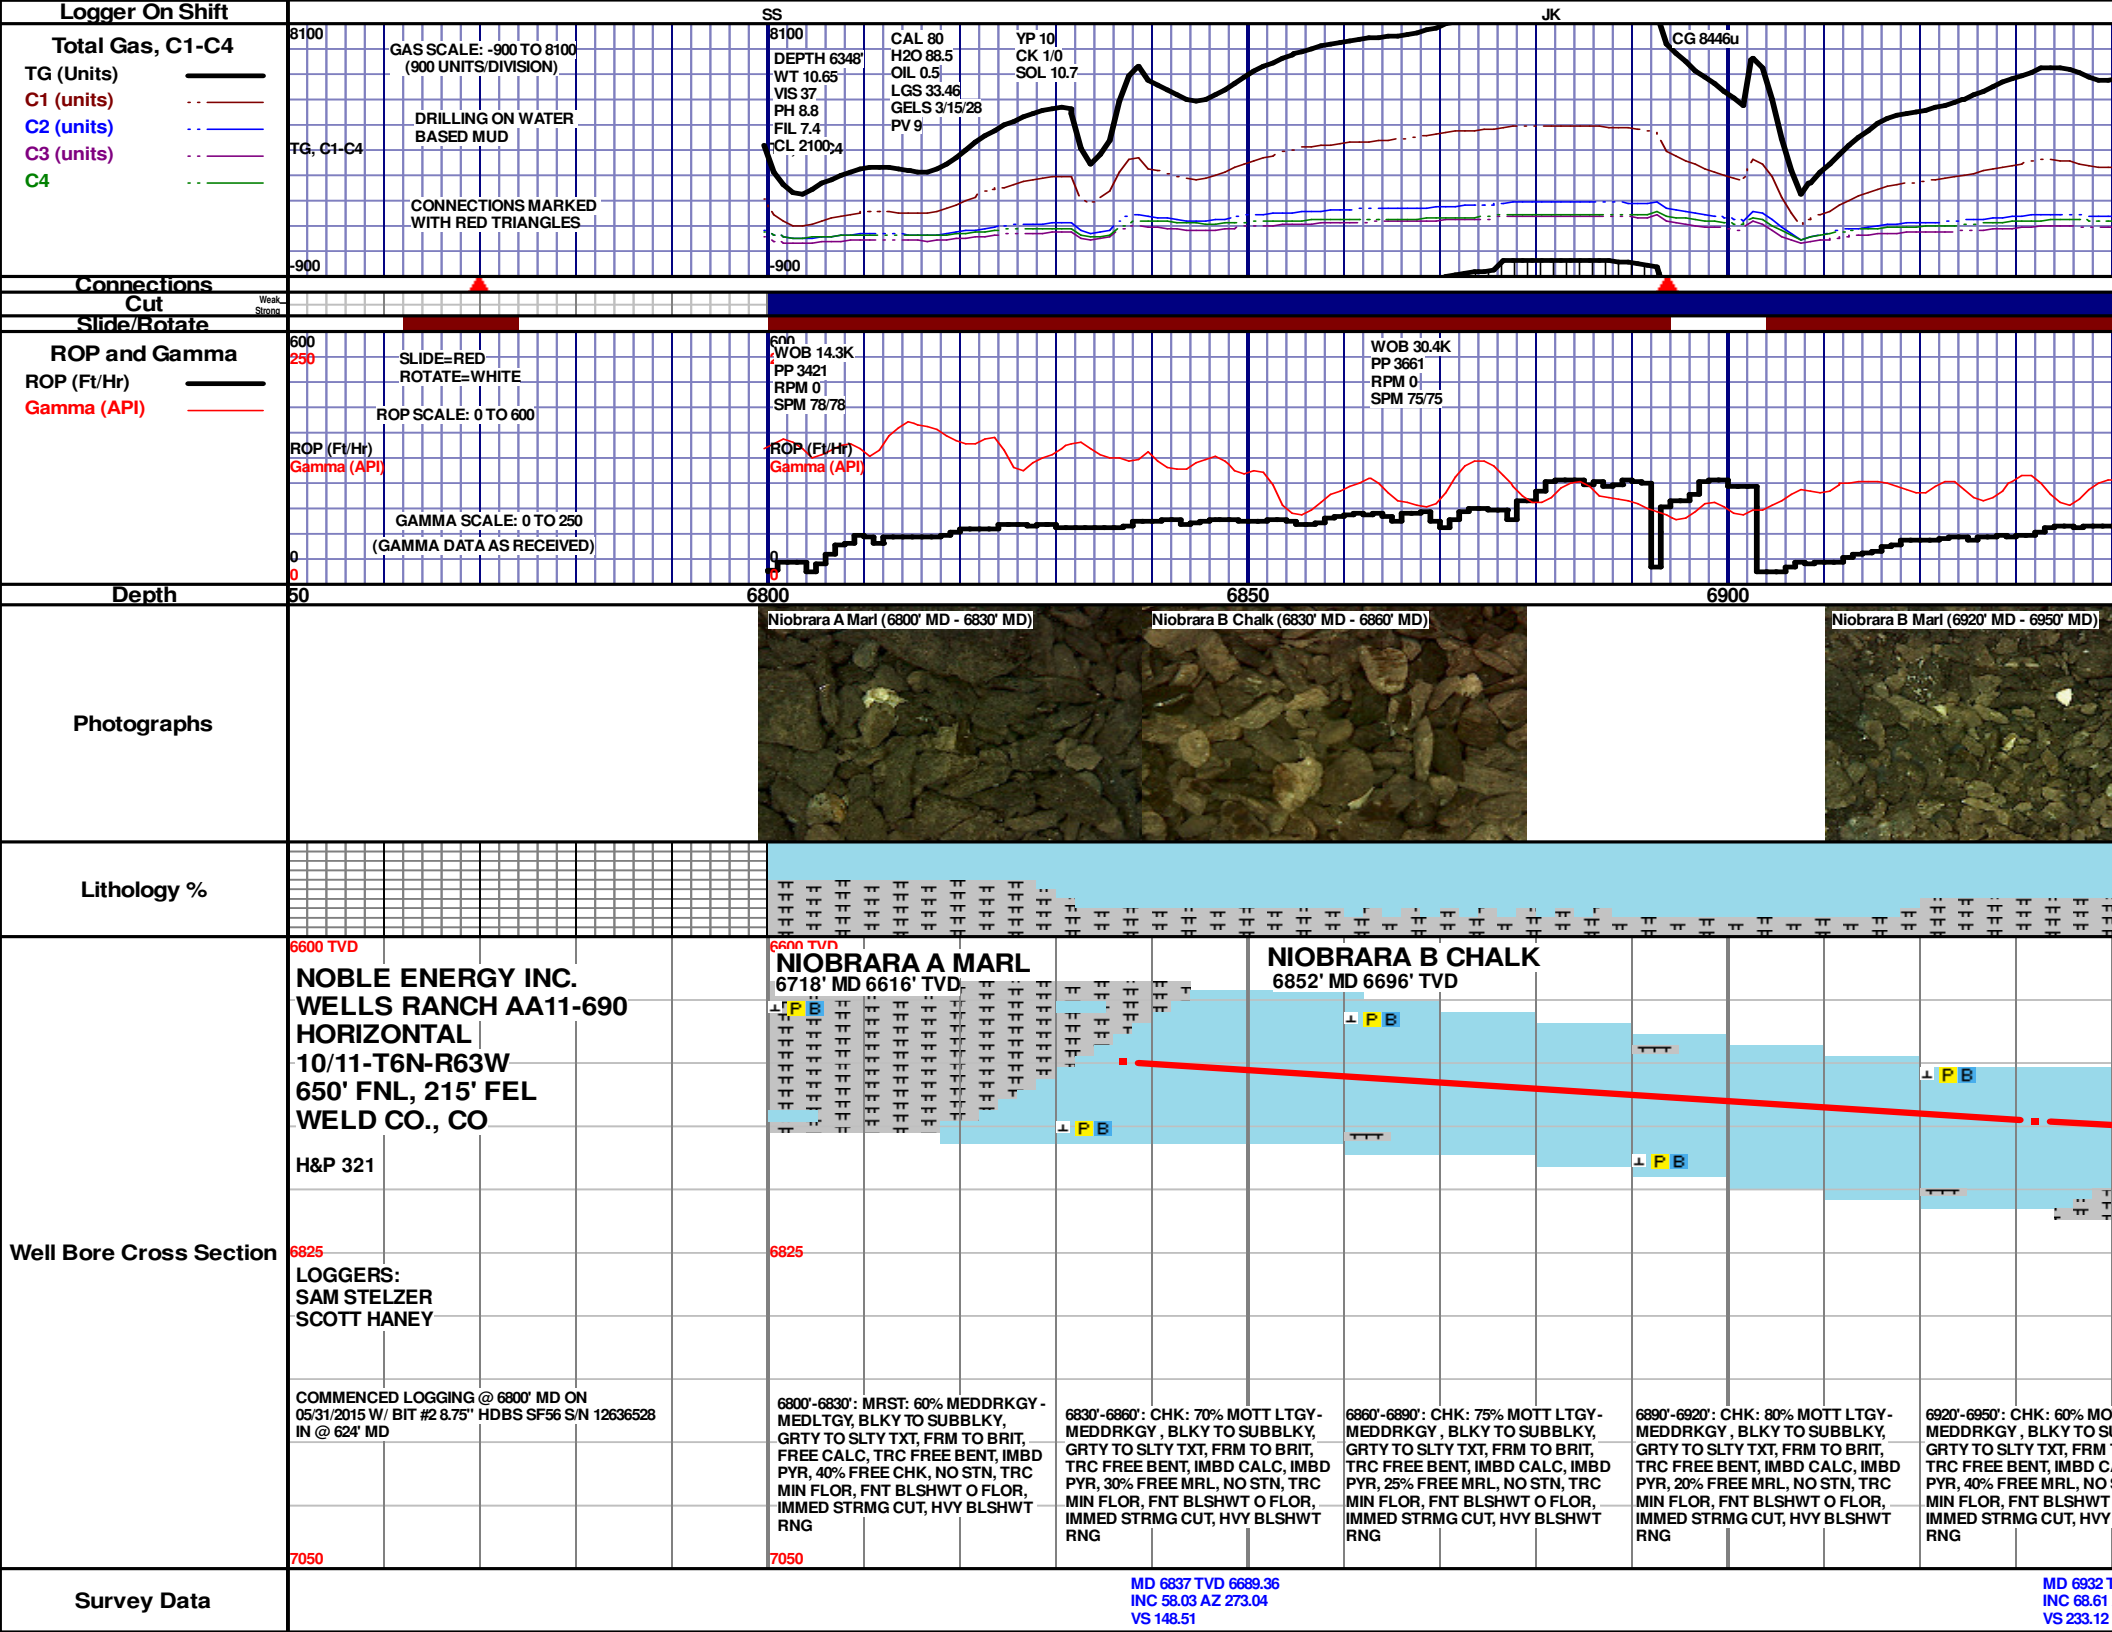 Logger On Shift
SS
JK
Total Gas, C1-C4
TG (Units)
C1 (units)
C2 (units)
C3 (units)
C4
8100
GAS SCALE: -900 TO 8100
(900 UNITS/DIVISION)
DRILLING ON WATER
BASED MUD
TG, C1-C4
CONNECTIONS MARKED
WITH RED TRIANGLES
-900
8100
DEPTH 6348'
WT 10.65
VIS 37
PH 8.8
FIL 7.4
CL 2100
CAL 80
H2O 88.5
OIL 0.5
LGS 33.46
GELS 3/15/28
PV 9
YP 10
CK 1/0
SOL 10.7
CG 8446u
-900
Connections
Cut
Weak
Strong
Slide/Rotate
ROP and Gamma
ROP (Ft/Hr)
Gamma (API)
600
250
SLIDE=RED
ROTATE=WHITE
ROP SCALE: 0 TO 600
ROP (Ft/Hr)
Gamma (API)
GAMMA SCALE: 0 TO 250
(GAMMA DATA AS RECEIVED)
0
0
600
WOB 14.3K
PP 3421
RPM 0
SPM 78/78
ROP (Ft/Hr)
Gamma (API)
0
0
WOB 30.4K
PP 3661
RPM 0
SPM 75/75
Depth
50
6800
6850
6900
Photographs
Niobrara A Marl (6800' MD - 6830' MD)
Niobrara B Chalk (6830' MD - 6860' MD)
Niobrara B Marl (6920' MD - 6950' MD)
Lithology %
Well Bore Cross Section
6600 TVD
NOBLE ENERGY INC.
WELLS RANCH AA11-690
HORIZONTAL
10/11-T6N-R63W
650' FNL, 215' FEL
WELD CO., CO
H&P 321
6825
LOGGERS:
SAM STELZER
SCOTT HANEY
COMMENCED LOGGING @ 6800' MD ON
05/31/2015 W/ BIT #2 8.75" HDBS SF56 S/N 12636528
IN @ 624' MD
7050
6600 TVD
NIOBRARA A MARL
6718' MD 6616' TVD
NIOBRARA B CHALK
6852' MD 6696' TVD
P B
P B
P B
P B
P B
6825
6800'-6830': MRST: 60% MEDDRKGY -
MEDLTGY, BLKY TO SUBBLKY,
GRTY TO SLTY TXT, FRM TO BRIT,
FREE CALC, TRC FREE BENT, IMBD
PYR, 40% FREE CHK, NO STN, TRC
MIN FLOR, FNT BLSHWT O FLOR,
IMMED STRMG CUT, HVY BLSHWT
RNG
6830'-6860': CHK: 70% MOTT LTGY-
MEDDRKGY , BLKY TO SUBBLKY,
GRTY TO SLTY TXT, FRM TO BRIT,
TRC FREE BENT, IMBD CALC, IMBD
PYR, 30% FREE MRL, NO STN, TRC
MIN FLOR, FNT BLSHWT O FLOR,
IMMED STRMG CUT, HVY BLSHWT
RNG
6860'-6890': CHK: 75% MOTT LTGY-
MEDDRKGY , BLKY TO SUBBLKY,
GRTY TO SLTY TXT, FRM TO BRIT,
TRC FREE BENT, IMBD CALC, IMBD
PYR, 25% FREE MRL, NO STN, TRC
MIN FLOR, FNT BLSHWT O FLOR,
IMMED STRMG CUT, HVY BLSHWT
RNG
6890'-6920': CHK: 80% MOTT LTGY-
MEDDRKGY , BLKY TO SUBBLKY,
GRTY TO SLTY TXT, FRM TO BRIT,
TRC FREE BENT, IMBD CALC, IMBD
PYR, 20% FREE MRL, NO STN, TRC
MIN FLOR, FNT BLSHWT O FLOR,
IMMED STRMG CUT, HVY BLSHWT
RNG
6920'-6950': CHK: 60% MO
MEDDRKGY , BLKY TO SU
GRTY TO SLTY TXT, FRM
TRC FREE BENT, IMBD C
PYR, 40% FREE MRL, NO
MIN FLOR, FNT BLSHWT
IMMED STRMG CUT, HVY
RNG
7050
Survey Data
MD 6837 TVD 6689.36
INC 58.03 AZ 273.04
VS 148.51
MD 6932 T
INC 68.61
VS 233.12